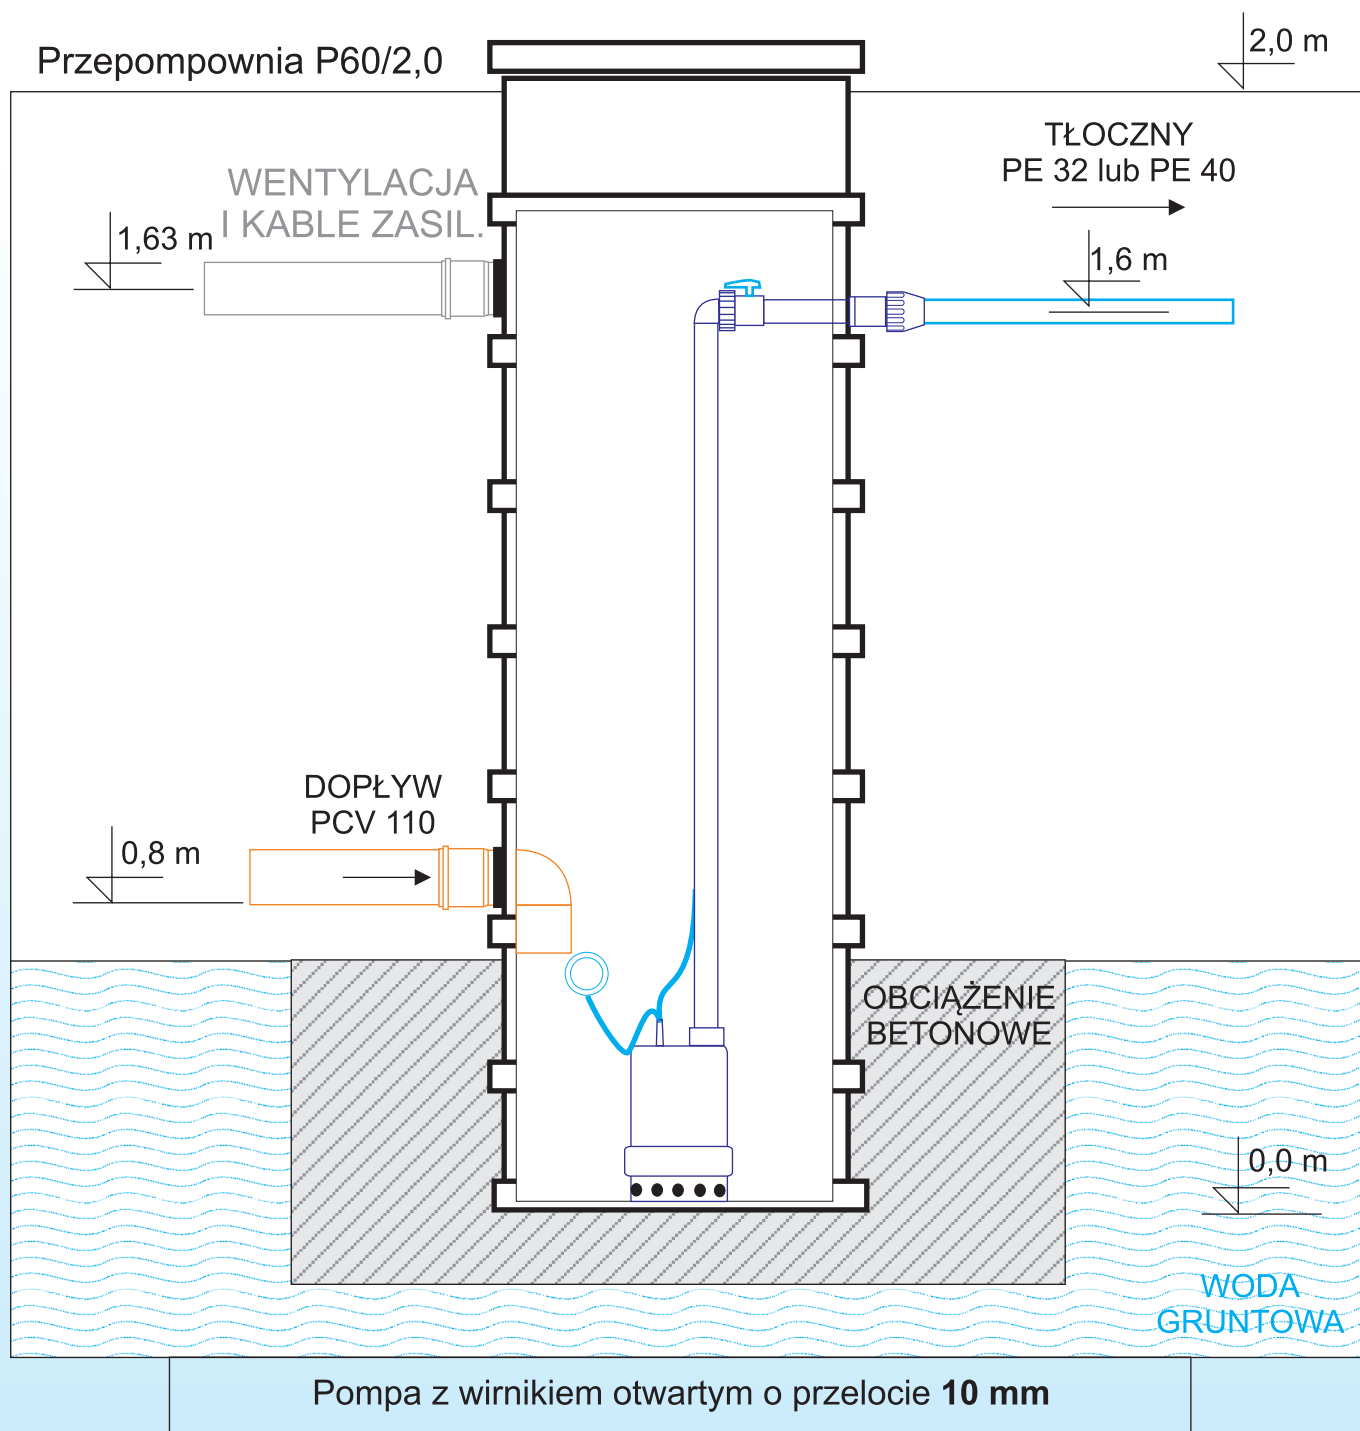 Przepompownia P60/2,0
2,0 m
TŁOCZNY
PE 32 lub PE 40
WENTYLACJA
I KABLE ZASIL.
1,63 m
1,6 m
DOPŁYW
PCV 110
0,8 m
OBCIĄŻENIE
BETONOWE
0,0 m
WODA
GRUNTOWA
Pompa z wirnikiem otwartym o przelocie 10 mm